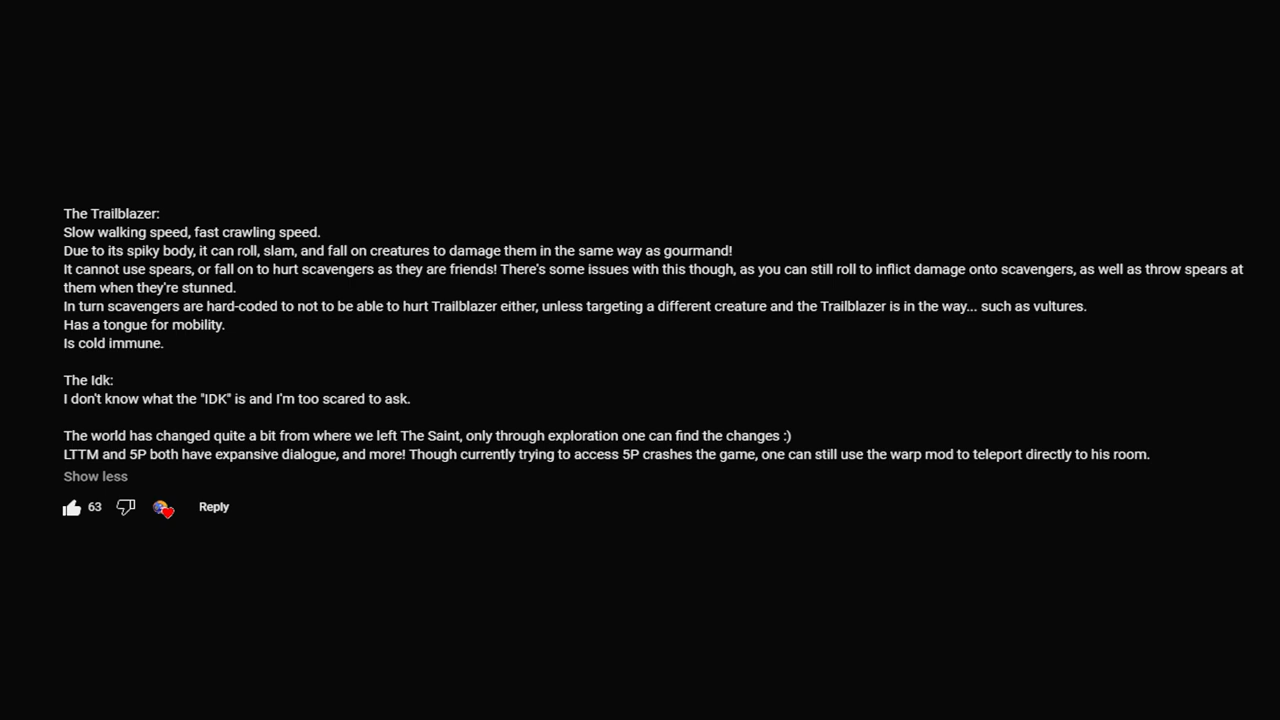 The Trailblazer:
Slow walking speed, fast crawling speed.
Due to its spiky body, it can roll, slam, and fall on creatures to damage them in the same way as gourmand!
It cannot use spears, or fall on to hurt scavengers as they are friends! There's some issues with this though, as you can still roll to inflict damage onto scavengers, as well as throw spears at
them when they're stunned.
In turn scavengers are hard-coded to not to be able to hurt Trailblazer either, unless targeting a different creature and the Trailblazer is in the way... such as vultures.
Has a tongue for mobility.
Is cold immune.
The Idk:
I don't know what the "IDK" is and I'm too scared to ask.
The world has changed quite a bit from where we left The Saint, only through exploration one can find the changes :)
LTTM and 5P both have expansive dialogue, and more! Though currently trying to access 5P crashes the game, one can still use the warp mod to teleport directly to his room.
Show less
63 Reply